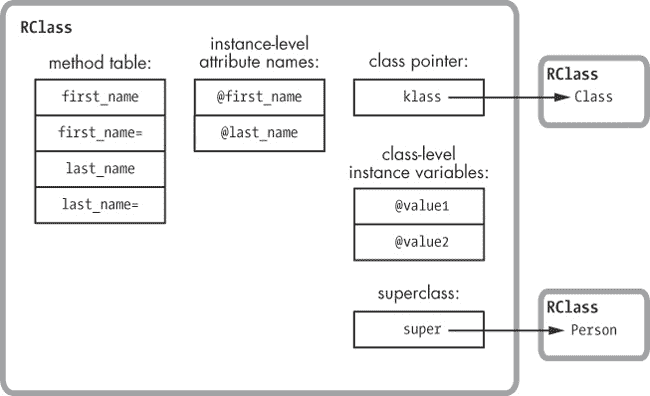 RClass
method table:
first_name
first_name=
last_name
last_name=
instance-level
attribute names:
@first_name
@last_name
class pointer:
klass
class-level
instance variables:
@value1
@value2
superclass:
super
RClass
Class
RClass
Person